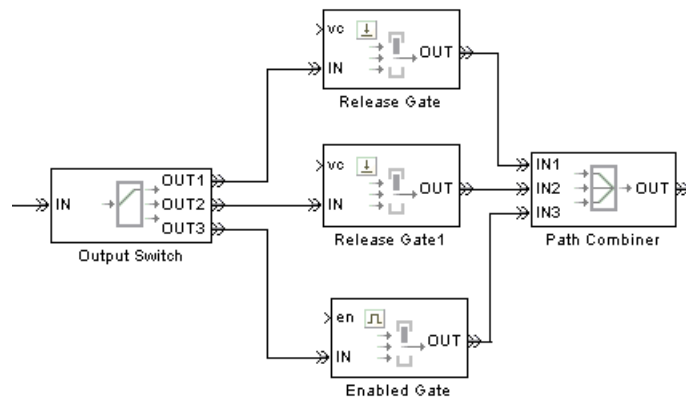 vc
IN
OUT
Release Gate
IN
OUT1
OUT2
OUT3
Output Switch
vc
IN
OUT
Release Gate1
en
IN
OUT
Enabled Gate
IN1
IN2
IN3
OUT
Path Combiner